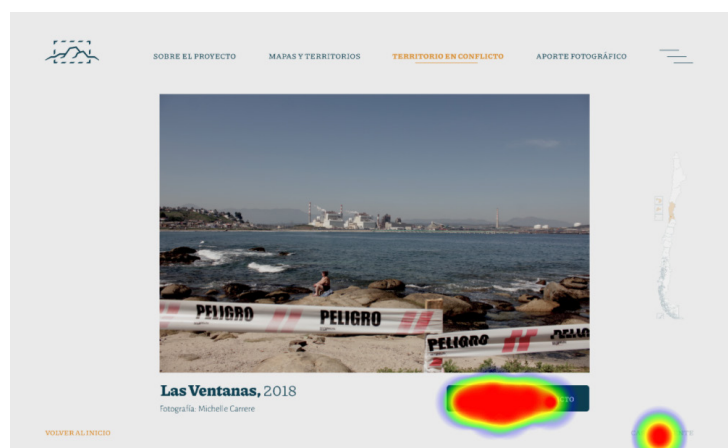 SOBRE EL PROYECTO
MAPAS Y TERRITORIOS
TERRITORIO EN CONFLICTO
APORTE FOTOGRÁFICO
PELIGRO
PELIGRO
PELIGRO
PELIGRO
Las Ventanas, 2018
Fotografía: Michelle Carrere
VOLVER AL INICIO